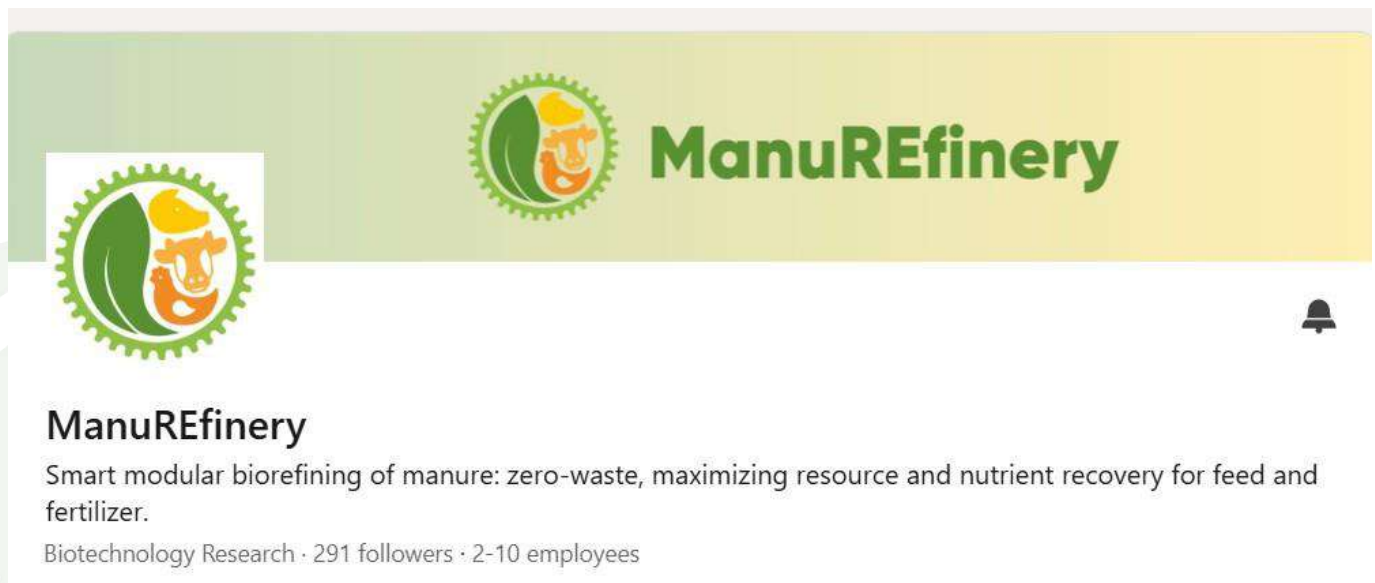 ManuREfinery
ManuREfinery
Smart modular biorefining of manure: zero-waste, maximizing resource and nutrient recovery for feed and
fertilizer.
Biotechnology Research · 291 followers · 2-10 employees